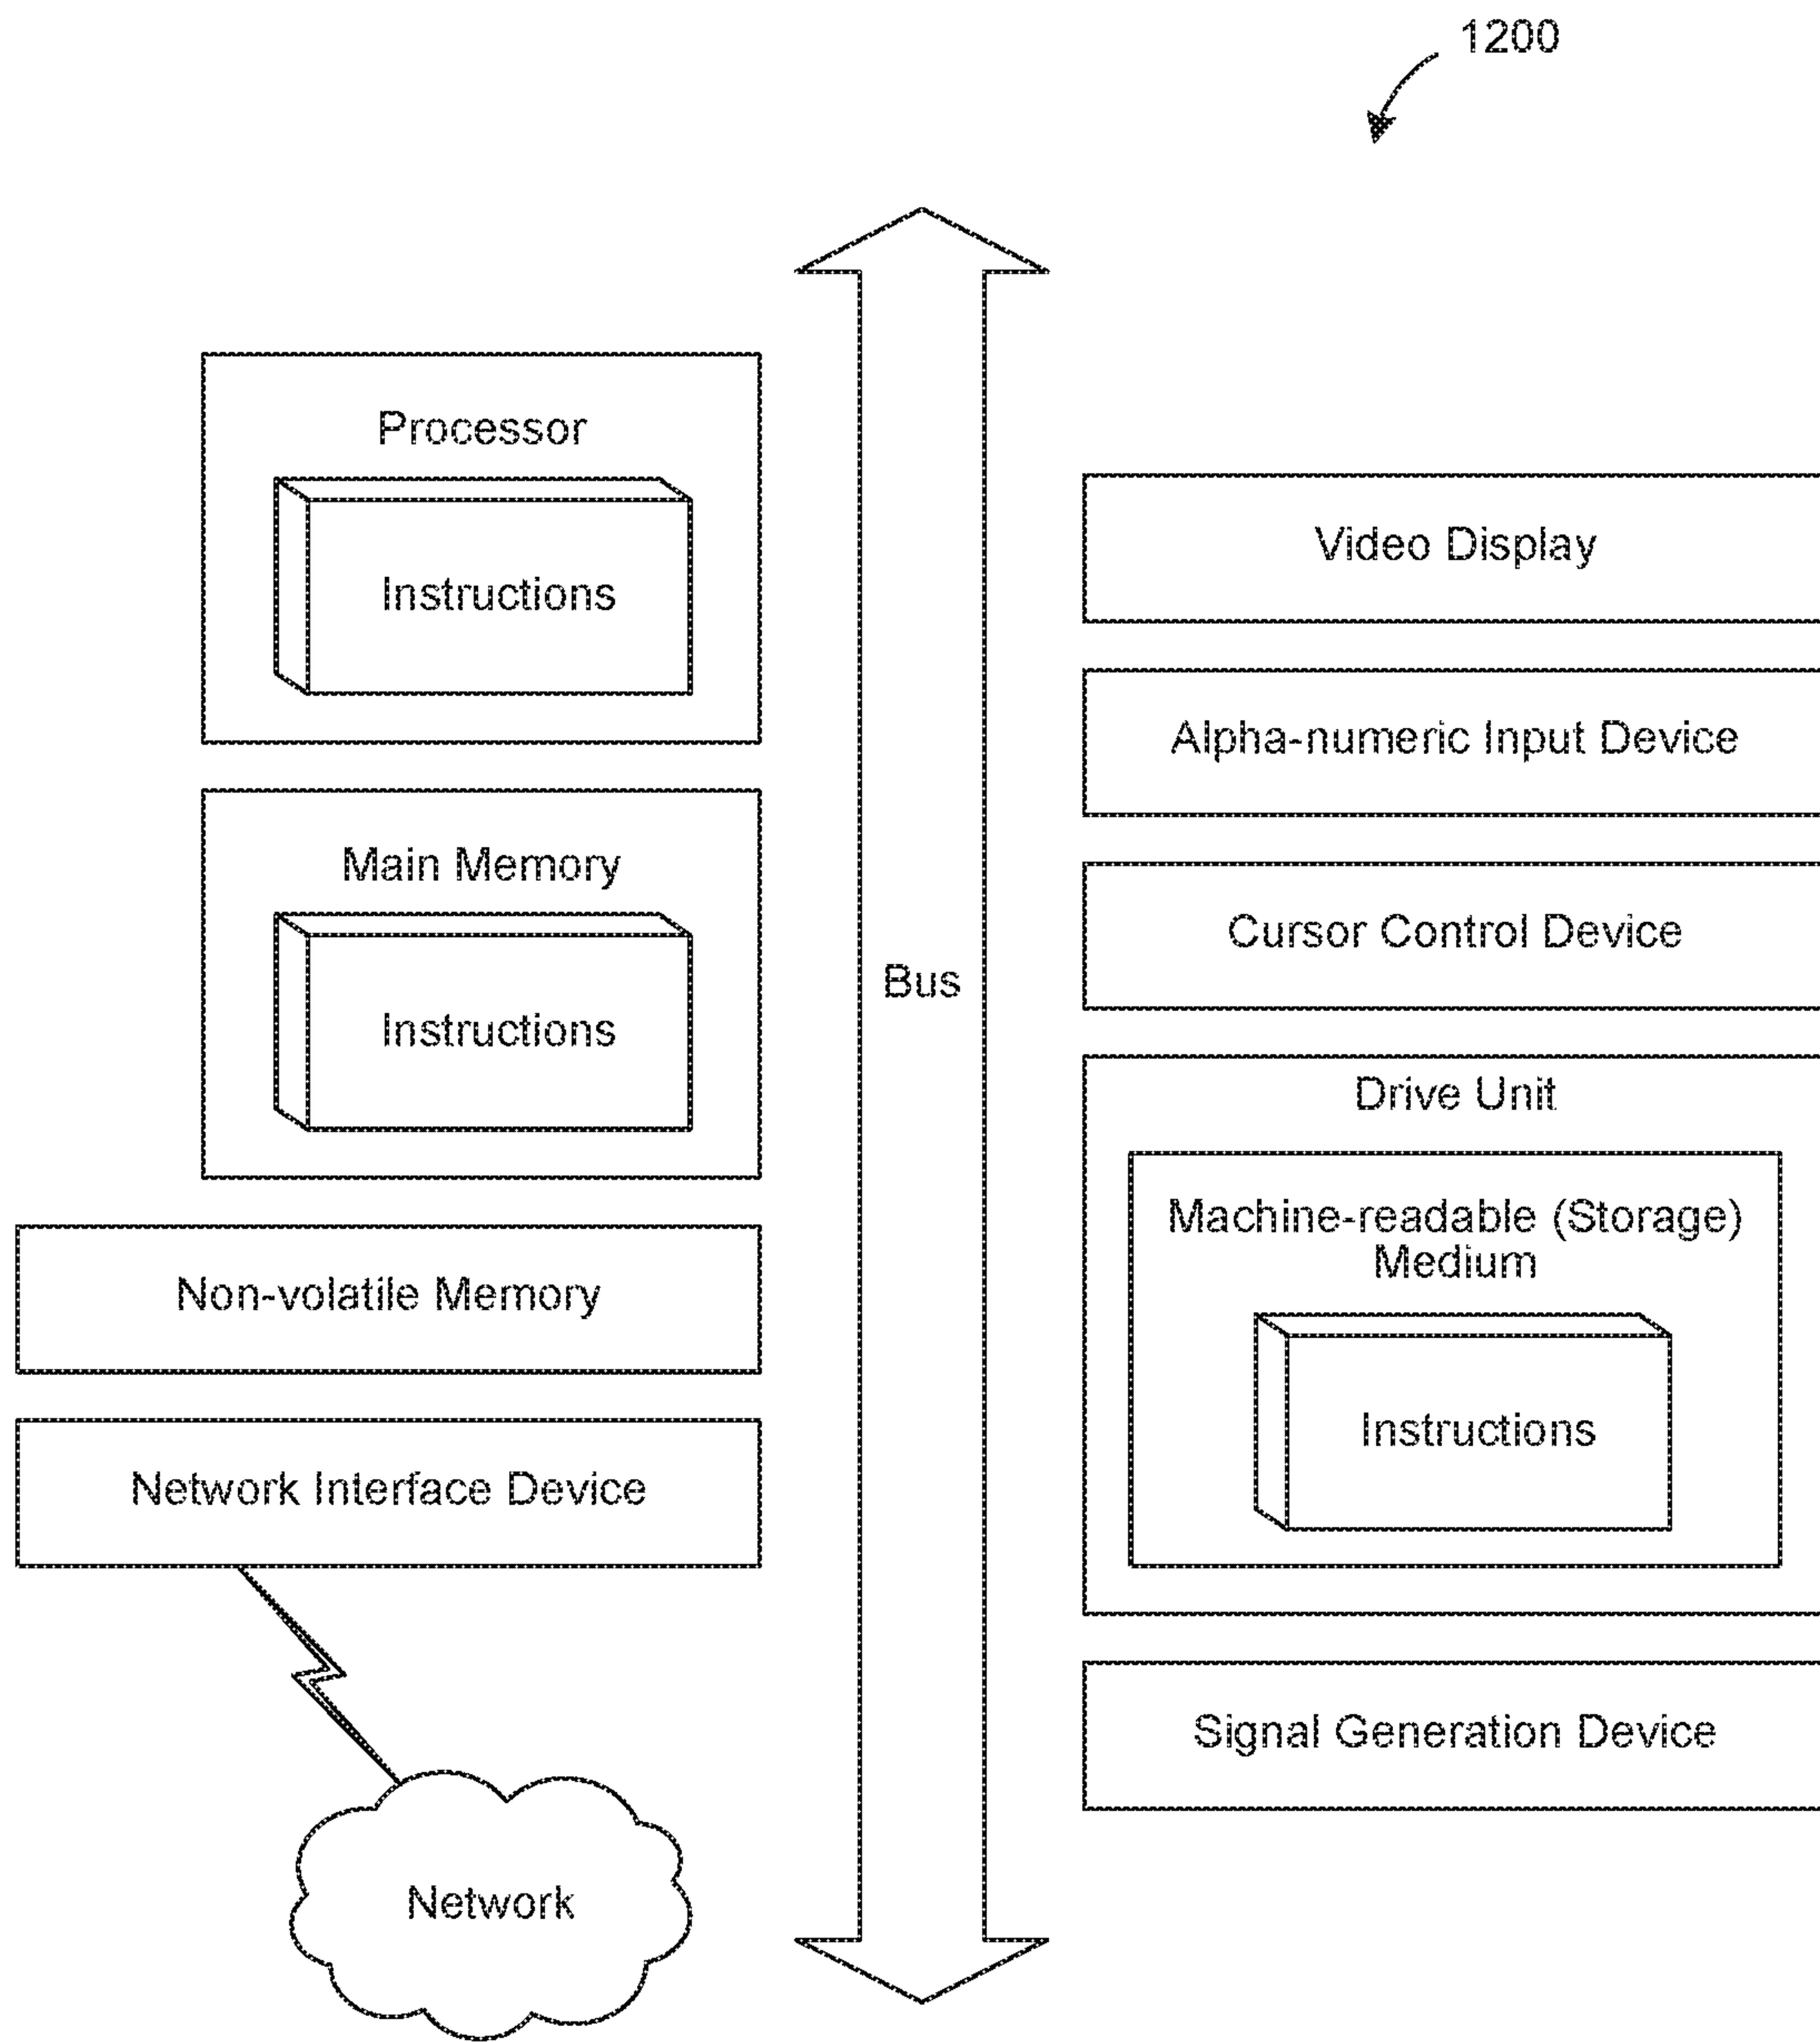 1200
Processor
Instructions
Main Memory
Instructions
Non-volatile Memory
Network Interface Device
Network
Bus
Video Display
Alpha-numeric Input Device
Cursor Control Device
Drive Unit
Machine-readable (Storage)
Medium
Instructions
Signal Generation Device